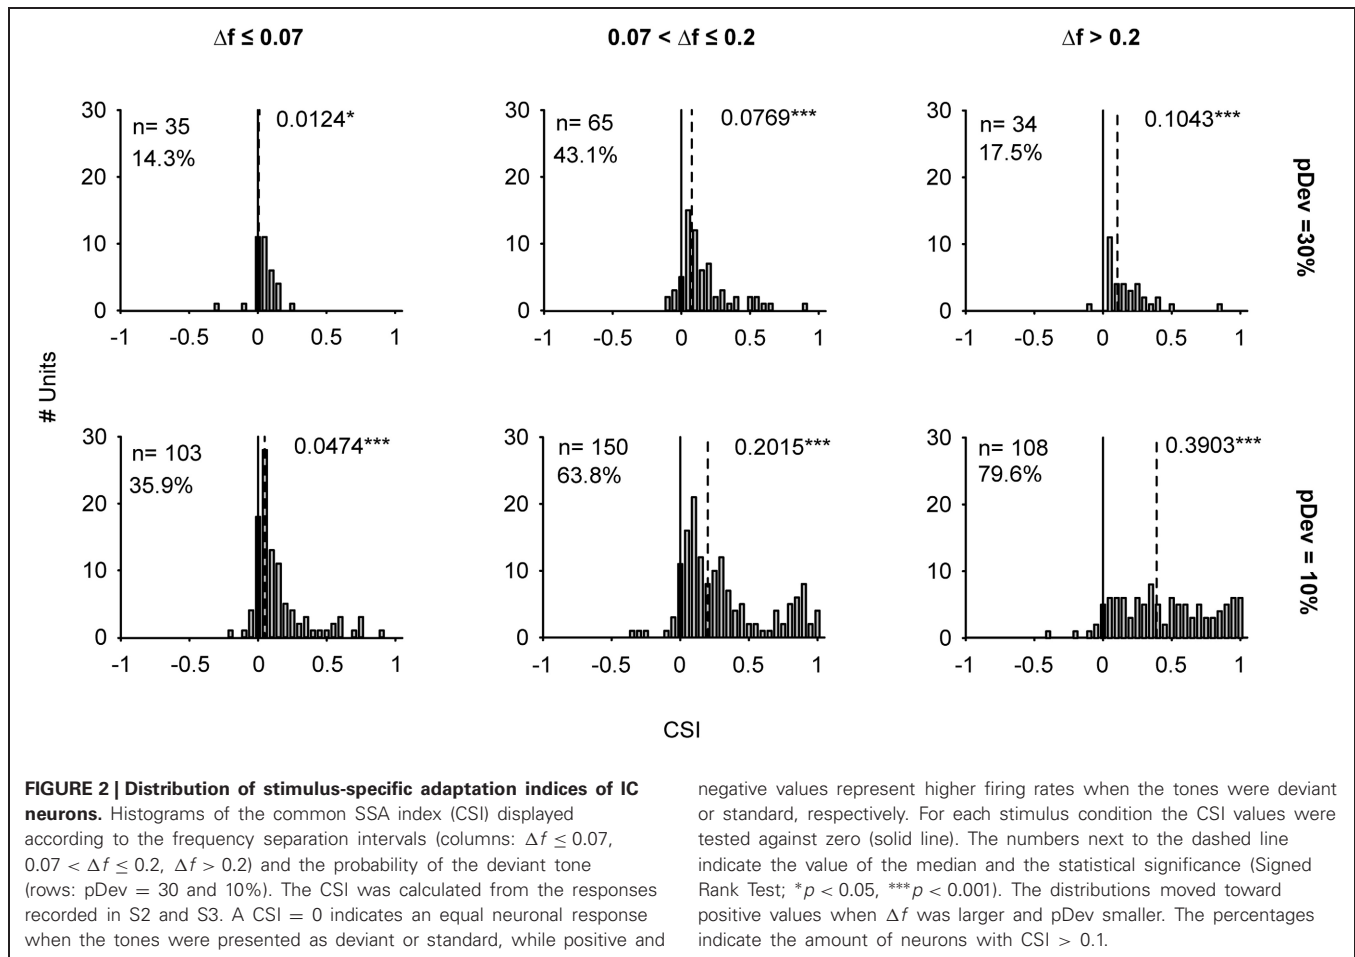 Δf ≤ 0.07
0.07 < Δf ≤ 0.2
Δf > 0.2
30
20
10
0
n= 35
14.3%
0.0124*
-1 -0.5 0 0.5 1
30
20
10
0
n= 65
43.1%
0.0769***
-1 -0.5 0 0.5 1
30
20
10
0
n= 34
17.5%
0.1043***
-1 -0.5 0 0.5 1
pDev =30%
# Units
30
20
10
0
n= 103
35.9%
0.0474***
-1 -0.5 0 0.5 1
30
20
10
0
n= 150
63.8%
0.2015***
-1 -0.5 0 0.5 1
30
20
10
0
n= 108
79.6%
0.3903***
-1 -0.5 0 0.5 1
pDev = 10%
CSI
FIGURE 2 | Distribution of stimulus-specific adaptation indices of IC
neurons. Histograms of the common SSA index (CSI) displayed
according to the frequency separation intervals (columns: Δf ≤ 0.07,
0.07 < Δf ≤ 0.2, Δf > 0.2) and the probability of the deviant tone
(rows: pDev = 30 and 10%). The CSI was calculated from the responses
recorded in S2 and S3. A CSI = 0 indicates an equal neuronal response
when the tones were presented as deviant or standard, while positive and
negative values represent higher firing rates when the tones were deviant
or standard, respectively. For each stimulus condition the CSI values were
tested against zero (solid line). The numbers next to the dashed line
indicate the value of the median and the statistical significance (Signed
Rank Test; *p < 0.05, ***p < 0.001). The distributions moved toward
positive values when Δf was larger and pDev smaller. The percentages
indicate the amount of neurons with CSI > 0.1.